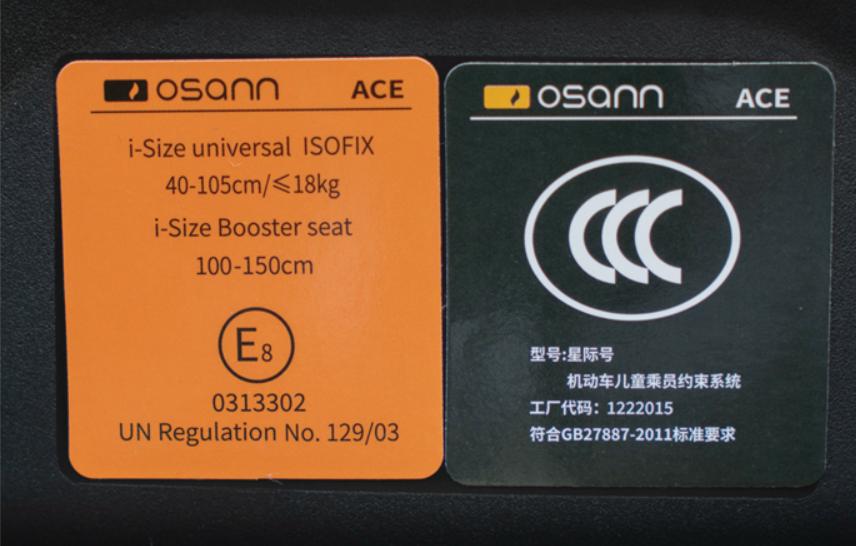 osann ACE
i-Size universal ISOFIX
40-105cm/≤18kg
i-Size Booster seat
100-150cm
E8
0313302
UN Regulation No. 129/03
osann ACE
CCC
型号:星际号
机动车儿童乘员约束系统
工厂代码：1222015
符合GB27887-2011标准要求